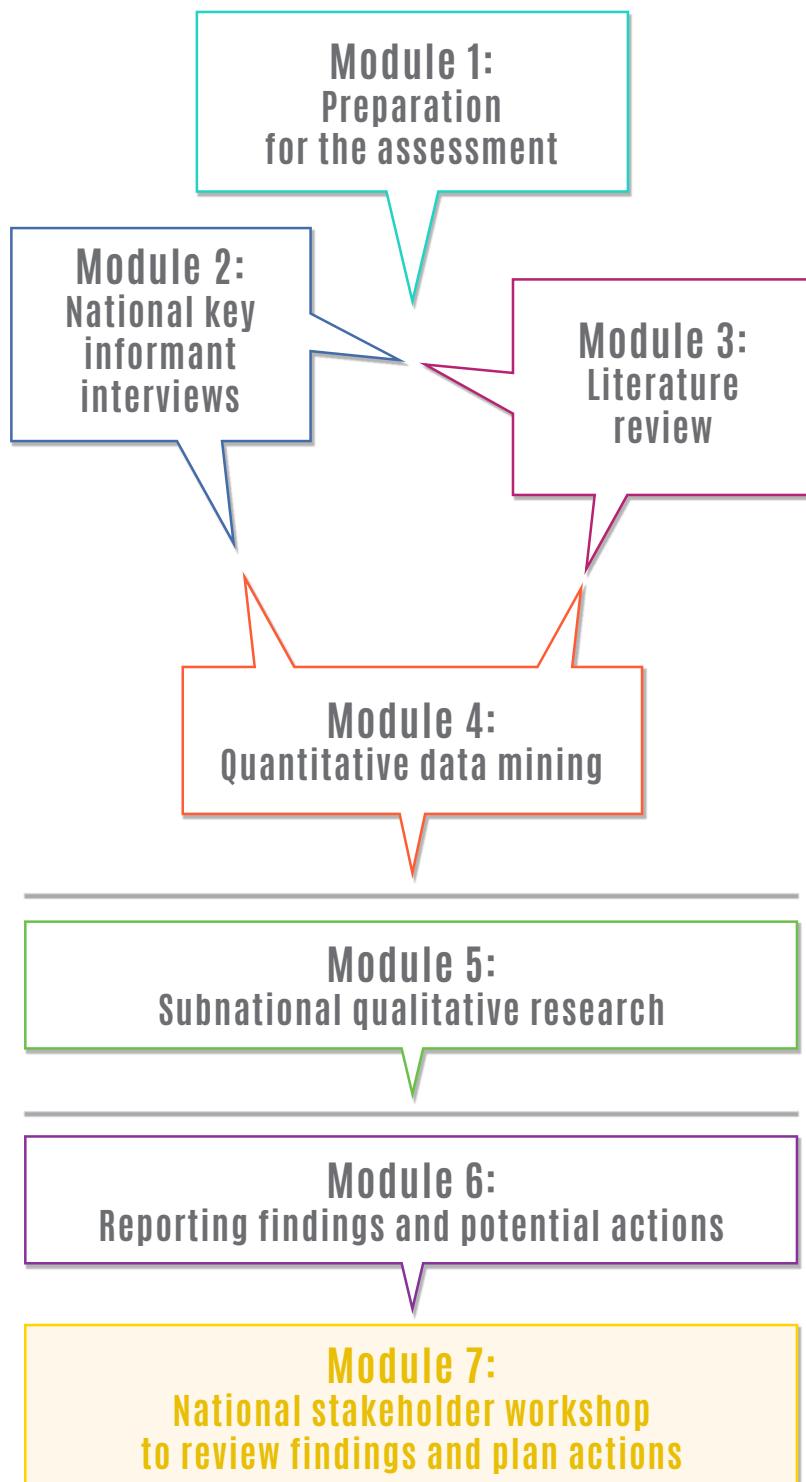 Module 1:
Preparation
for the assessment
Module 2:
National key
informant
interviews
Module 3:
Literature
review
Module 4:
Quantitative data mining
Module 5:
Subnational qualitative research
Module 6:
Reporting findings and potential actions
Module 7:
National stakeholder workshop
to review findings and plan actions